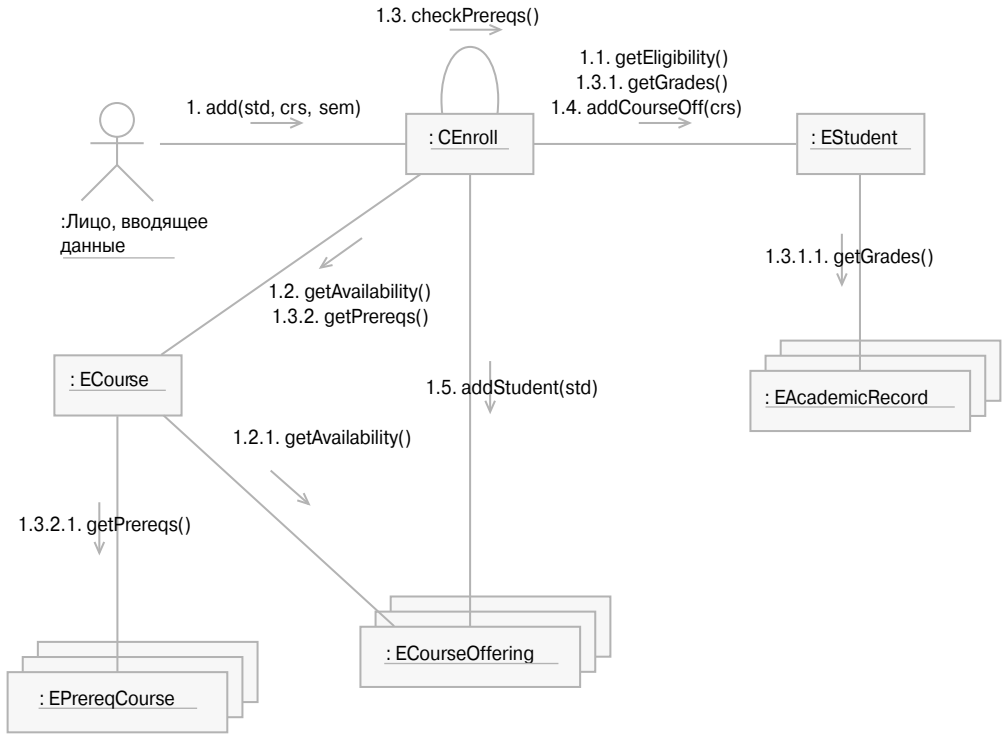 1.3. checkPrereqs()
1.1. getEligibility()
1.3.1. getGrades()
1.4. addCourseOff(crs)
1. add(std, crs, sem)
: CEnroll
: EStudent
:Лицо, вводящее
данные
1.3.1.1. getGrades()
1.2. getAvailability()
1.3.2. getPrereqs()
: ECourse
1.5. addStudent(std)
: EAcademicRecord
1.2.1. getAvailability()
1.3.2.1. getPrereqs()
: ECourseOffering
: EPrereqCourse